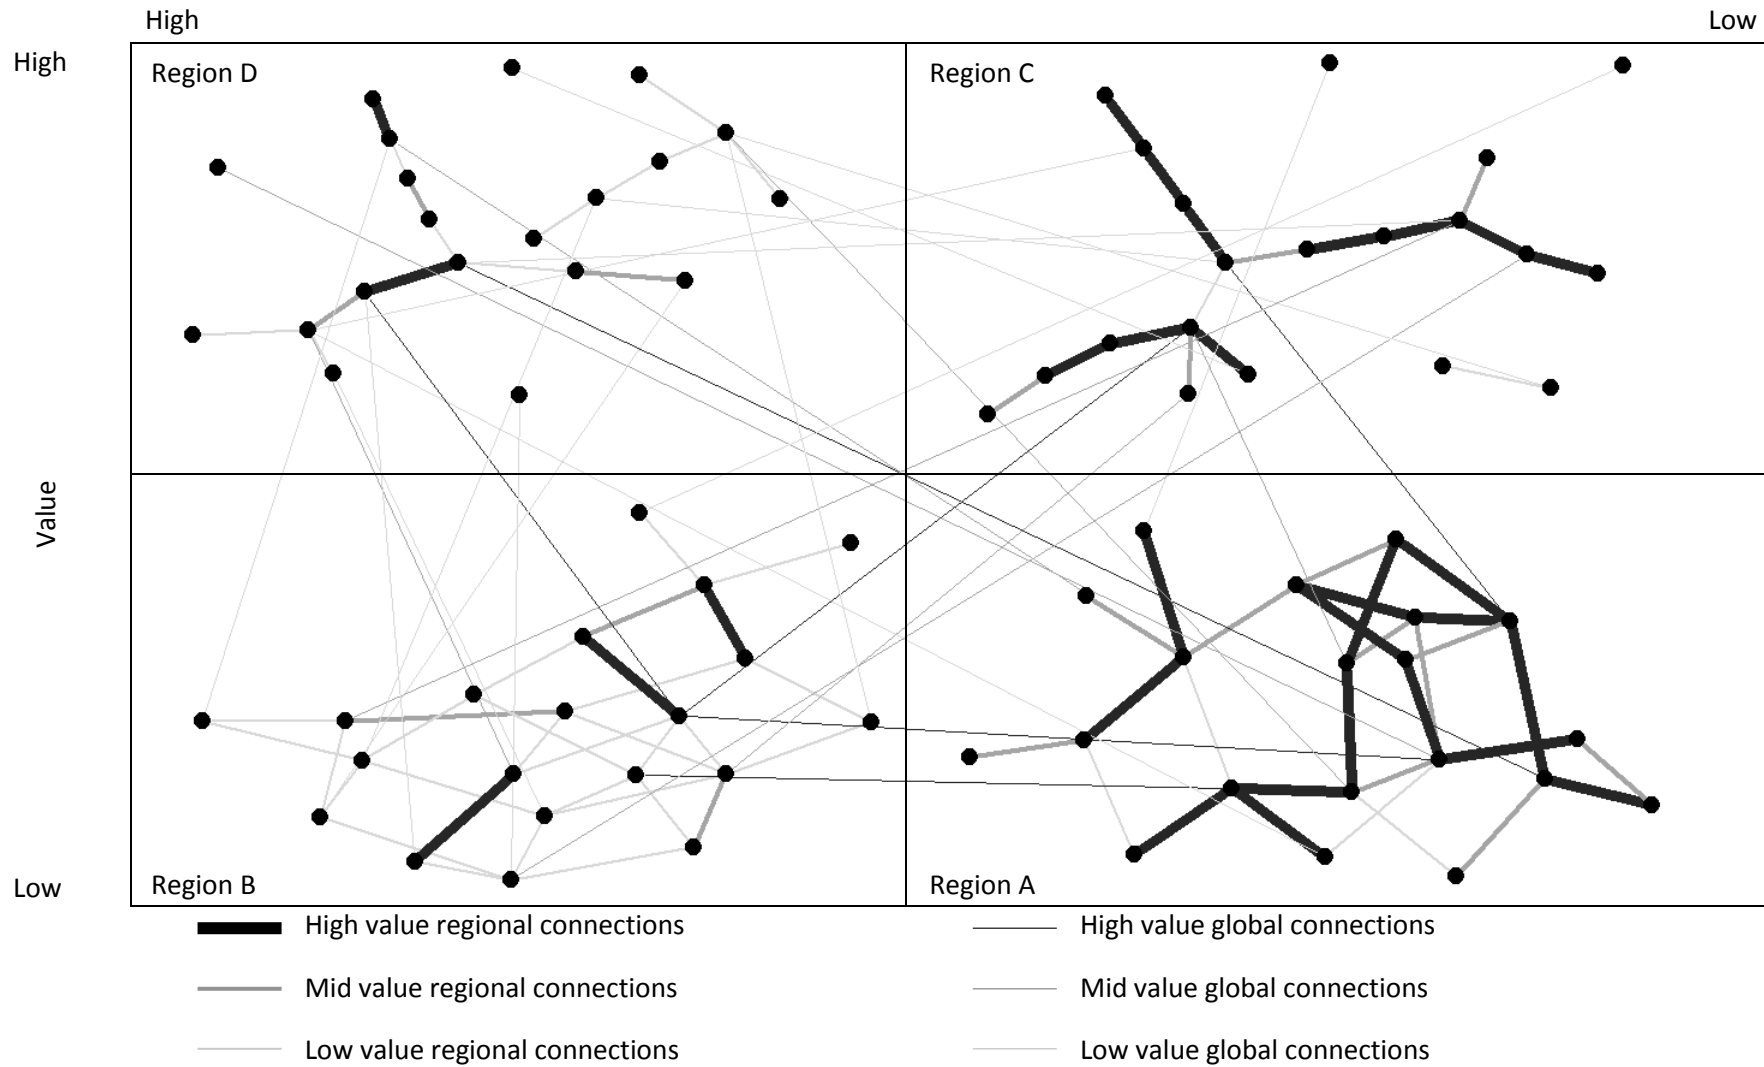 High Low
High
Region D Region C
Value
Low
Region B Region A
High value regional connections High value global connections
Mid value regional connections Mid value global connections
Low value regional connections Low value global connections